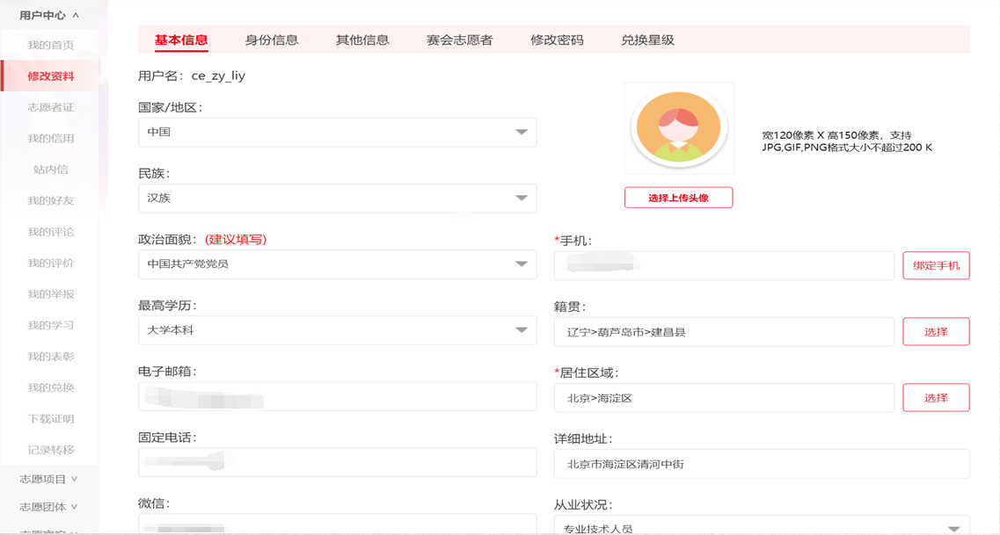 用户中心
我的首页
修改资料
志愿者证
我的信用
站内信
我的好友
我的评论
我的评价
我的举报
我的学习
我的表彰
我的兑换
下载证明
记录转移
志愿项目
志愿团体
基本信息 身份信息 其他信息 赛会志愿者 修改密码 兑换星级
用户名：ce_zy_liy
国家/地区：
中国
宽120像素 X 高150像素，支持
JPG,GIF,PNG格式大小不超过200 K
民族：
汉族
选择上传头像
政治面貌：(建议填写)
中国共产党党员
*手机：
绑定手机
最高学历：
大学本科
籍贯：
辽宁>葫芦岛市>建昌县 选择
电子邮箱：
*居住区域：
北京>海淀区 选择
固定电话：
详细地址：
北京市海淀区清河中街
微信：
从业状况：
专业技术人员